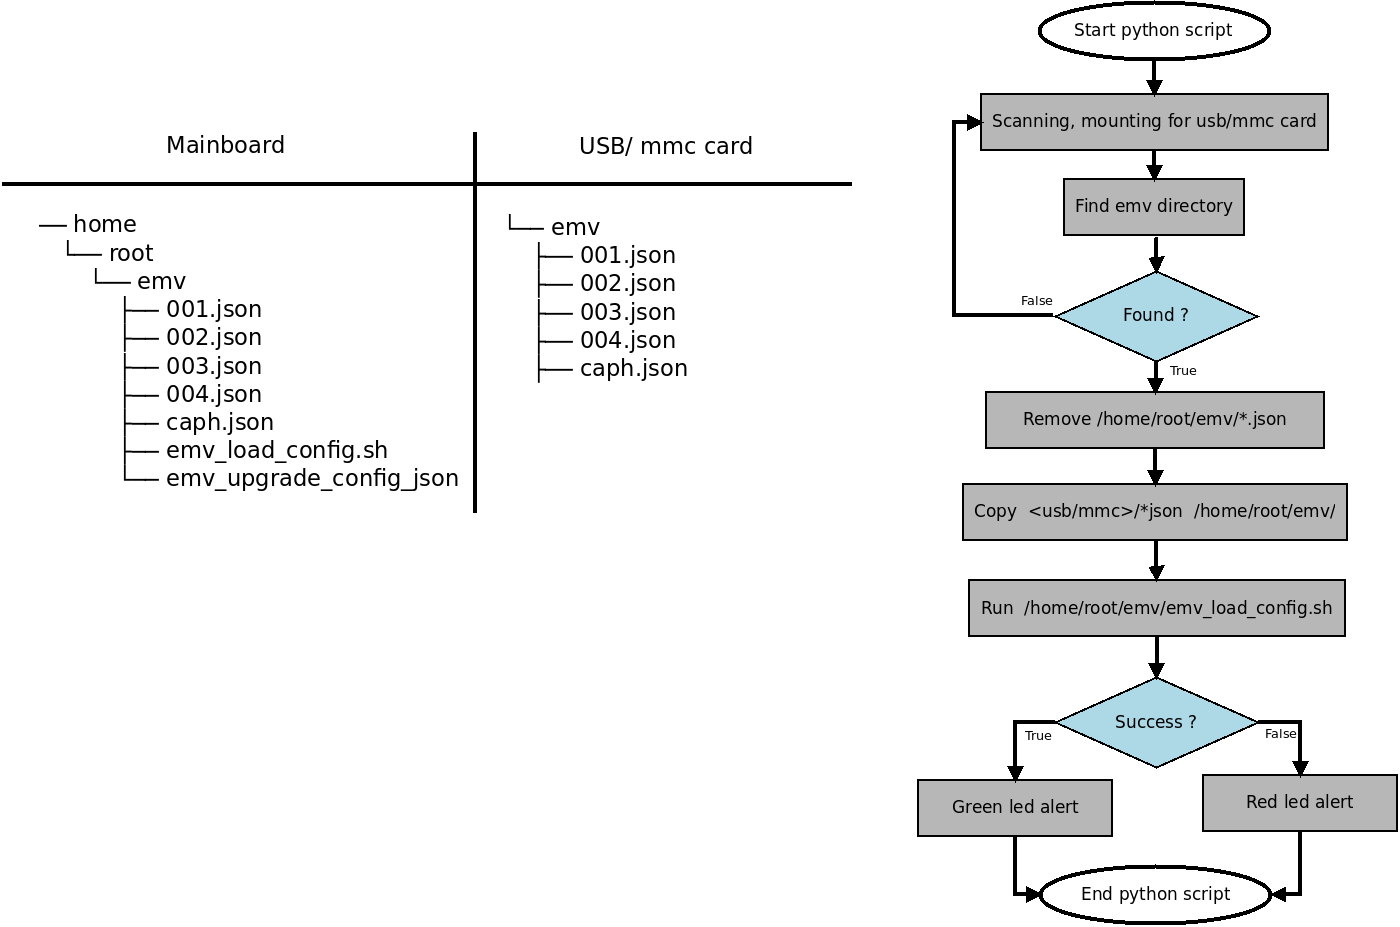 Mainboard
USB/ mmc card
home
root
emv
001.json
002.json
003.json
004.json
caph.json
emv_load_config.sh
emv_upgrade_config_json
emv
001.json
002.json
003.json
004.json
caph.json
Start python script
Scanning, mounting for usb/mmc card
Find emv directory
Found ?
False
True
Remove /home/root/emv/*.json
Copy <usb/mmc>/*json /home/root/emv/
Run /home/root/emv/emv_load_config.sh
Success ?
True
False
Green led alert
Red led alert
End python script